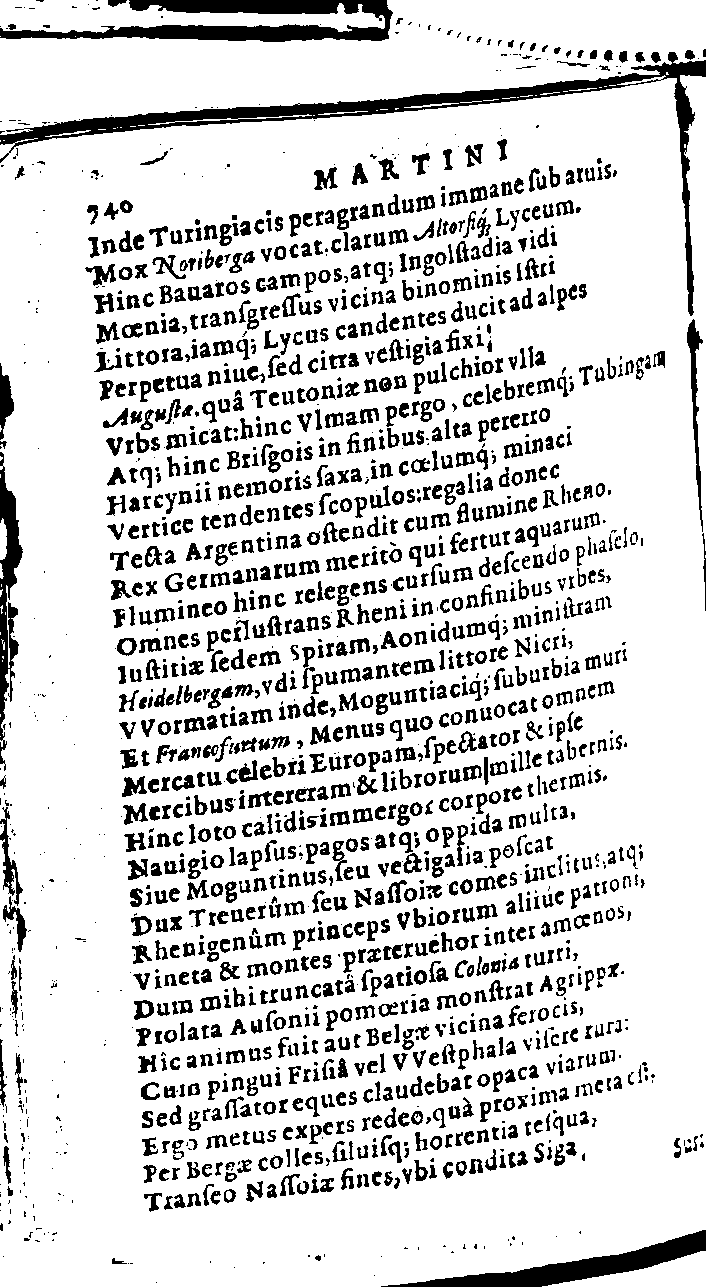 MARTINI
740
Inde Turingiacis peragrandum immane ſub aruis.
Mox Noriberga vocat. clarum Altorfiq́; Lyceum.
Hinc Bauaros campos, atq; Ingolſtadia vidi
Mœnia, tranſgreſſus vicina binominis Iſtri
Littora, iamq́; Lycus candentes ducit ad alpes
Perpetua niue, ſed citra veſtigia fixi
Auguſtæ. quâ Teutoniæ non pulchior vlla
Vrbs micat: hinc Vlmam pergo, celebremq́; Tubingam
Atq; hinc Briſgois in finibus alta pererro
Harcynii nemoris ſaxa, in cœlumq́; minaci
Vertice tendentes ſcopulos: regalia donec
Tecta Argentina oſtendit cum flumine Rheno.
Rex Germanarum meritò qui fertur aquarum.
Flumineo hinc relegens curſum deſcendo phaſelo,
Omnes perluſtrans Rheni in confinibus vrbes,
Iuſtitiæ ſedem Spiram, Aonidumq́; miniſtram
Heidelbergam, vdi ſpumantem littore Nicri,
VVormatiam inde, Moguntiaciq́; ſuburbia muri
Et Francofurtum, Menus quo conuocat omnem
Mercatu celebri Europam, ſpectator & ipſe
Mercibus intereram & librorum mille tabernis.
Hinc loto calidis immergor corpore thermis.
Nauigio lapſus, pagos atq; oppida multa,
Siue Moguntinus, ſeu vectigalia poſcat
Dux Treuerûm ſeu Naſſoiæ comes inclitus, atq;
Rhenigenûm princeps Vbiorum aliiue patroni,
Vineta & montes præteruehor inter amœnos,
Dum mihi truncatâ ſpatioſa Colonia turri,
Prolata Auſonii pomœria monſtrat Agrippæ.
Hîc animus fuit aut Belgæ vicina ferocis,
Cum pingui Friſiâ vel VVeſtphala viſere rura:
Sed graſſator eques claudebat opaca viarum.
Ergo metus expers redeo, quà proxima meta eſt.
Per Bergæ colles, ſiluiſq; horrentia teſqua,
Tranſeo Naſſoiæ fines, vbi condita Siga,